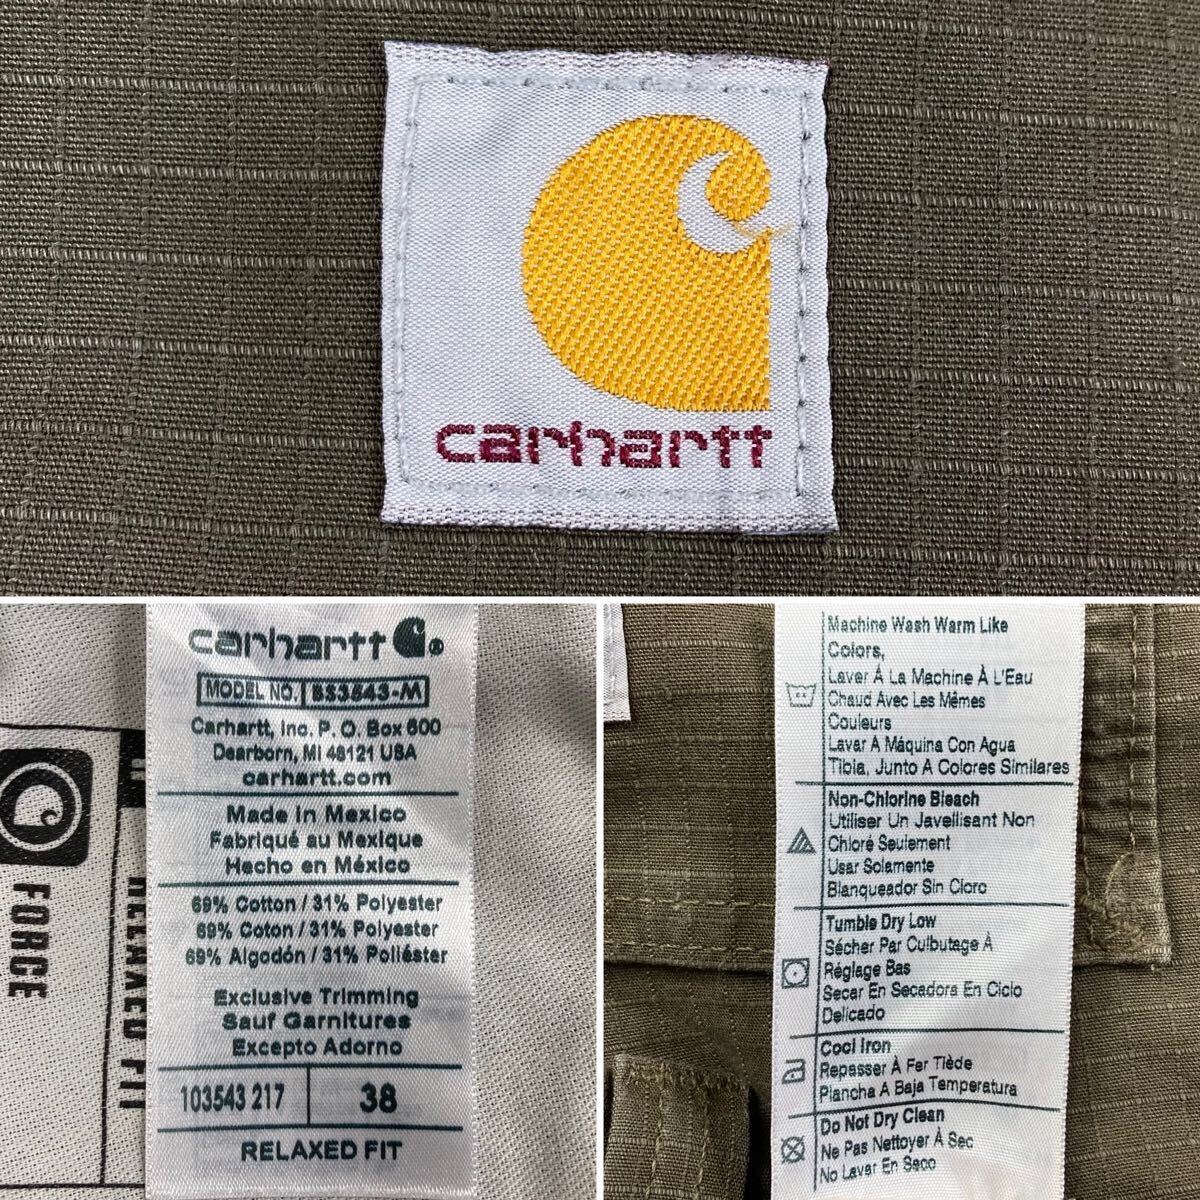 carhartt
carhartt
MODEL NO. BS3543-M
Carhartt, Inc. P. O. Box 600
Dearborn, MI 48121 USA
carhartt.com
Made in Mexico
Fabriqué au Mexique
Hecho en México
69% Cotton / 31% Polyester
69% Coton / 31% Polyester
69% Algodón / 31% Poliéster
Exclusive Trimming
Sauf Garnitures
Excepto Adorno
103543 217 38
RELAXED FIT
FORCE
RELAXED FIT
Machine Wash Warm Like
Colors,
Laver À La Machine À L'Eau
Chaud Avec Les Mêmes
Couleurs
Lavar A Máquina Con Agua
Tibia, Junto A Colores Similares
Non-Chlorine Bleach
Utiliser Un Javellisant Non
Chloré Seulement
Usar Solamente
Blanqueador Sin Cloro
Tumble Dry Low
Sécher Par Culbutage À
Réglage Bas
Secar En Secadora En Ciclo
Delicado
Cool Iron
Repasser À Fer Tiède
Plancha A Baja Temperatura
Do Not Dry Clean
Ne Pas Nettoyer À Sec
No Lavar En Seco